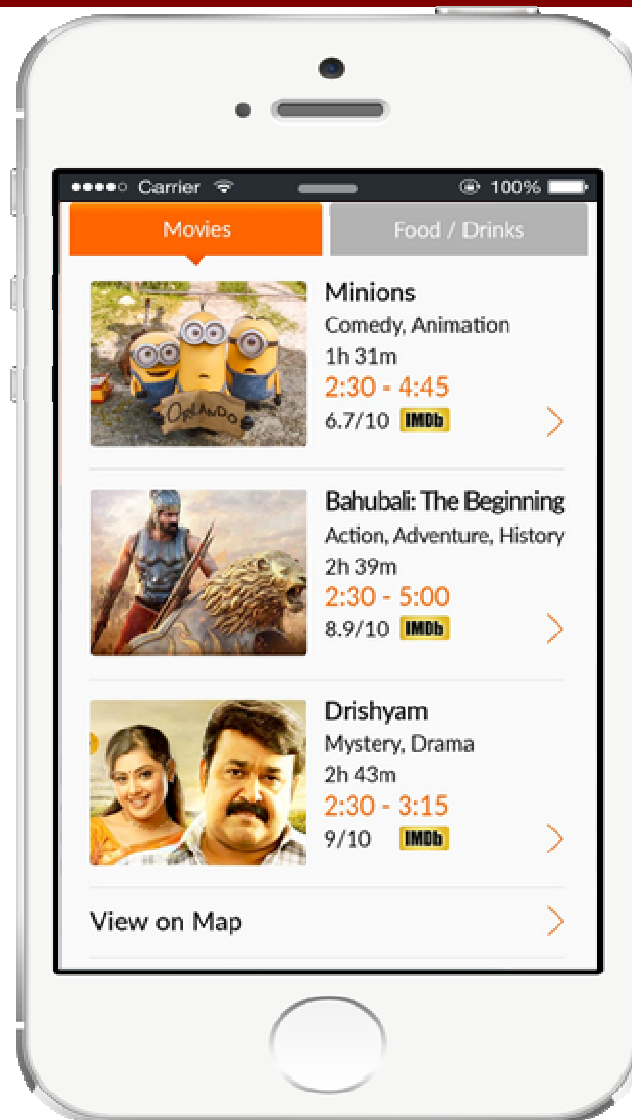 Carrier 100%
Movies Food / Drinks
Minions
Comedy, Animation
1h 31m
2:30 - 4:45
6.7/10 IMDb
ORLANDO
Bahubali: The Beginning
Action, Adventure, History
2h 39m
2:30 - 5:00
8.9/10 IMDb
Drishyam
Mystery, Drama
2h 43m
2:30 - 3:15
9/10 IMDb
View on Map